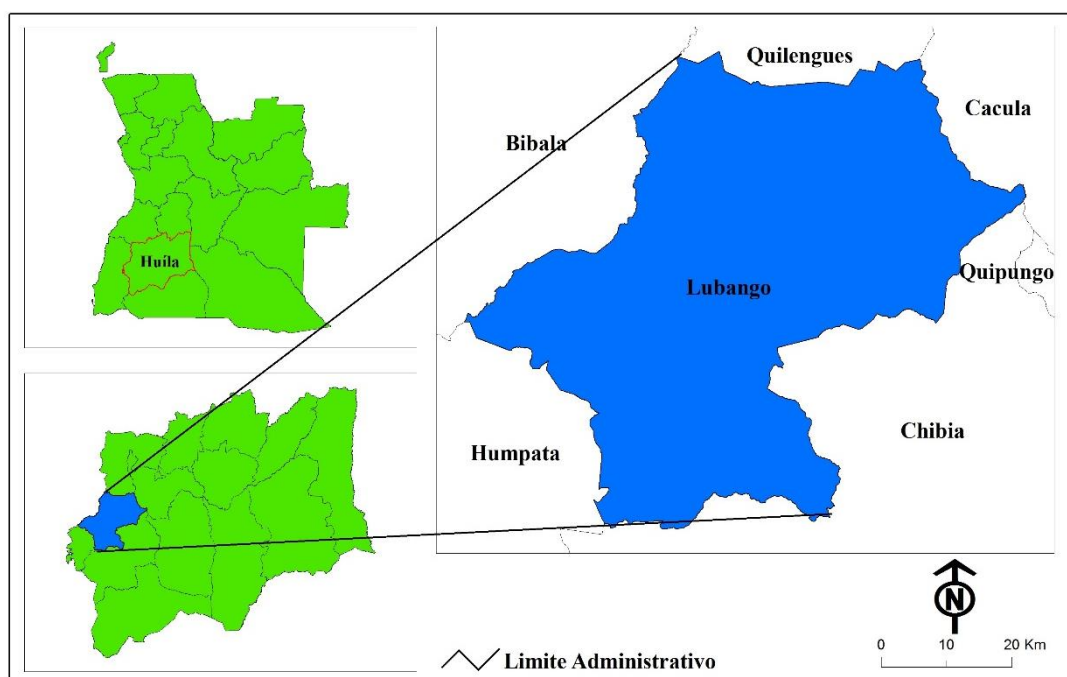 Huíla
Quilengues
Cacula
Bibala
Quipungo
Lubango
Chibia
Humpata
N
0 10 20 Km
Limite Administrativo